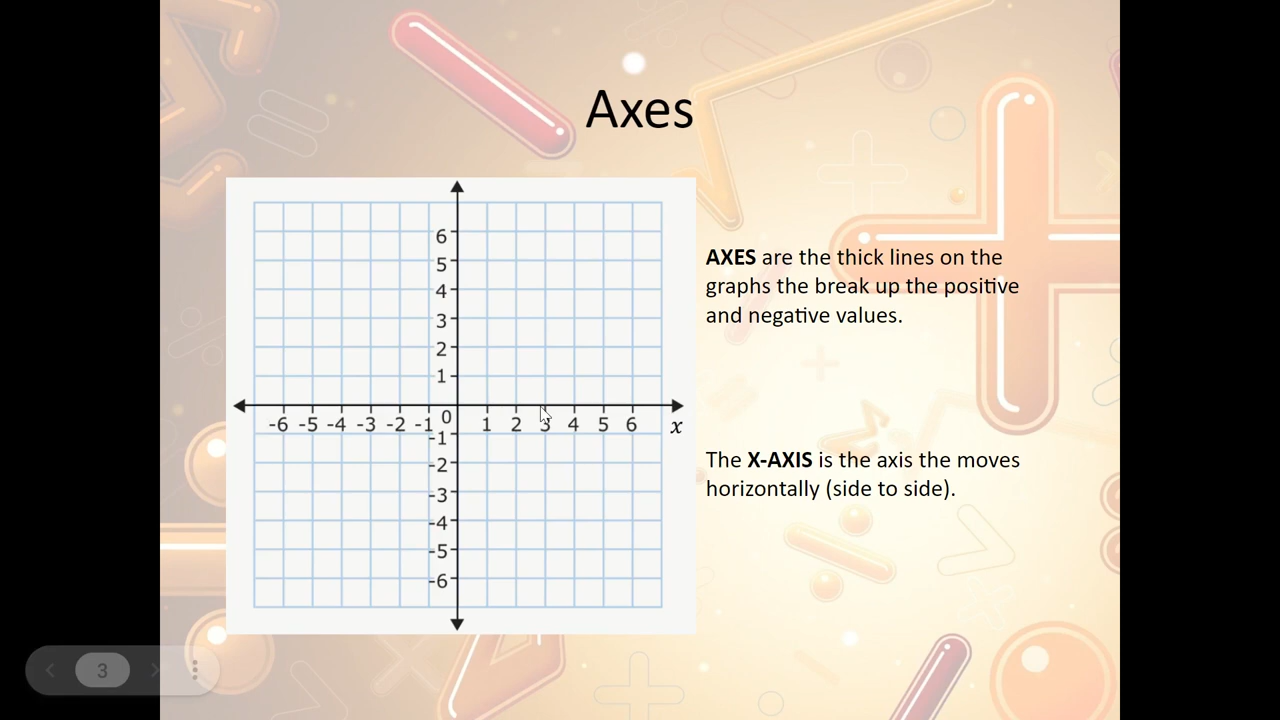 Axes
6
5
4
3
2
1
-6 -5 -4 -3 -2 -1 0 1 2 3 4 5 6 x
-1
-2
-3
-4
-5
-6
AXES are the thick lines on the
graphs the break up the positive
and negative values.
The X-AXIS is the axis the moves
horizontally (side to side).
3